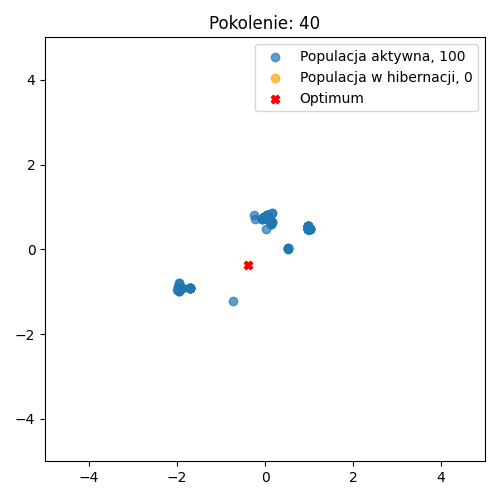 Pokolenie: 40
Populacja aktywna, 100
Populacja w hibernacji, 0
Optimum
4
2
0
−2
−4
−4 −2 0 2 4